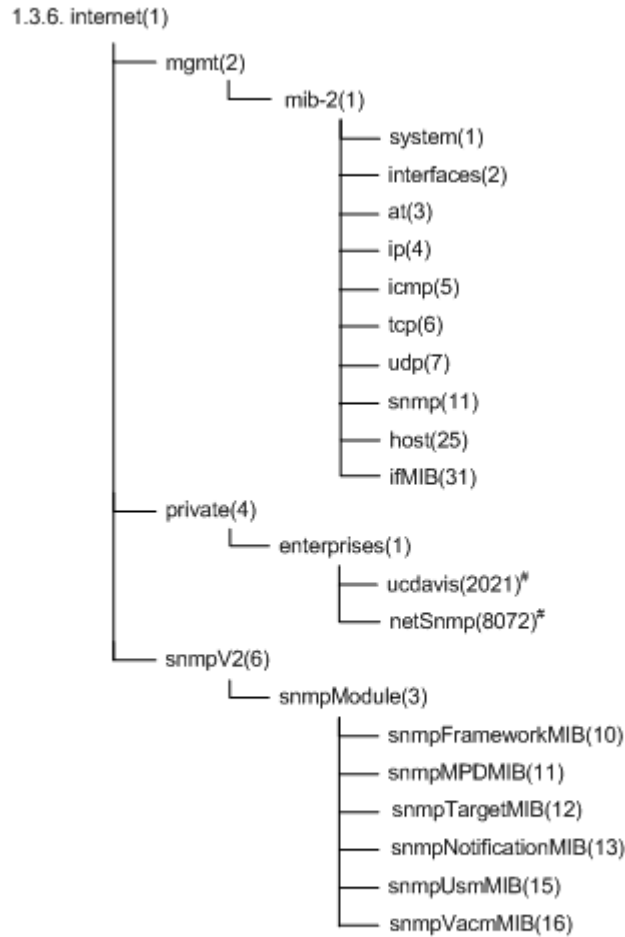 1.3.6. internet(1)
mgmt(2)
mib-2(1)
system(1)
interfaces(2)
at(3)
ip(4)
icmp(5)
tcp(6)
udp(7)
snmp(11)
host(25)
ifMIB(31)
private(4)
enterprises(1)
ucdavis(2021)#
netSnmp(8072)#
snmpV2(6)
snmpModule(3)
snmpFrameworkMIB(10)
snmpMPDMIB(11)
snmpTargetMIB(12)
snmpNotificationMIB(13)
snmpUsmMIB(15)
snmpVacmMIB(16)